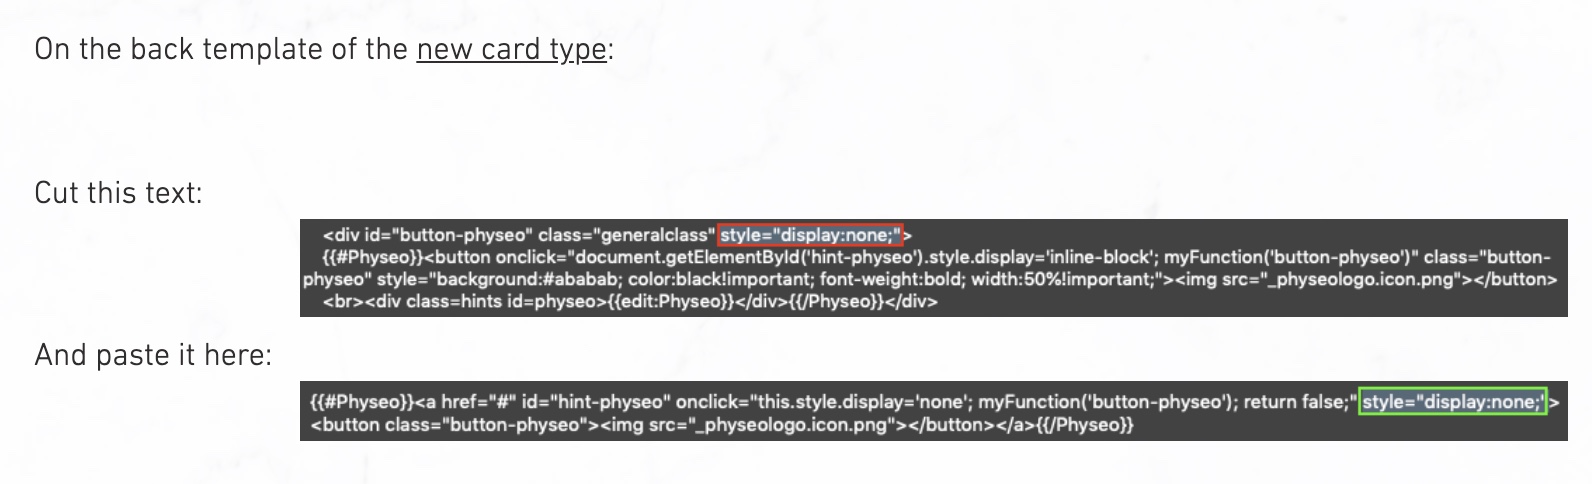 On the back template of the new card type:
Cut this text:
<div id="button-physeo" class="generalclass" style="display:none;">
{{#Physeo}}<button onclick="document.getElementById('hint-physeo').style.display='inline-block'; myFunction('button-physeo')" class="button-
physeo" style="background:#ababab; color:black!important; font-weight:bold; width:50%!important;"><img src="_physeologo.icon.png"></button>
<br><div class=hints id=physeo>{{edit:Physeo}}</div>{{/Physeo}}</div>
And paste it here:
{{#Physeo}}<a href="#" id="hint-physeo" onclick="this.style.display='none'; myFunction('button-physeo'); return false;" style="display:none;">
<button class="button-physeo"><img src="_physeologo.icon.png"></button></a>{{/Physeo}}